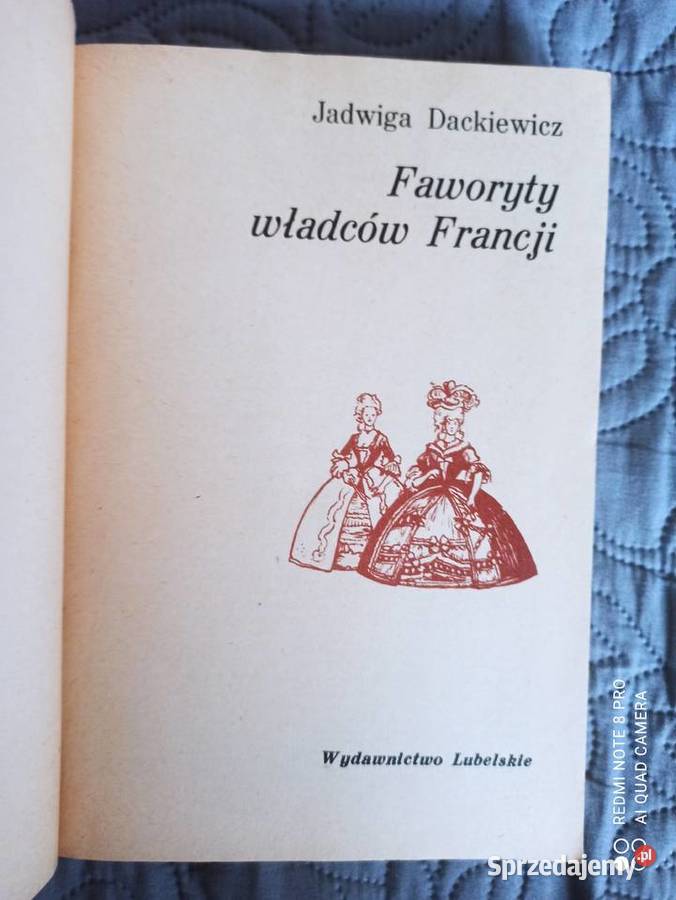 Jadwiga Dackiewicz
Faworyty
władców Francji
Wydawnictwo Lubelskie
REDMI NOTE 8 PRO
AI QUAD CAMERA
Sprzedajemy.pl